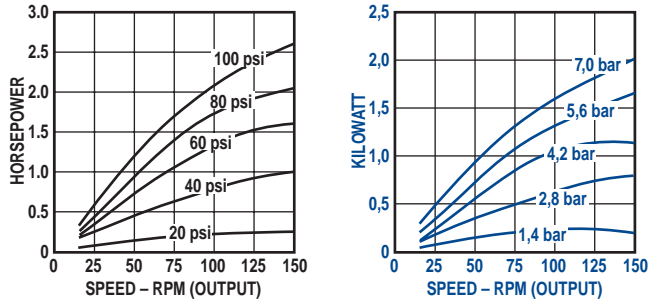 3.0
2.5
2.0
1.5
1.0
0.5
0
HORSEPOWER
100 psi
80 psi
60 psi
40 psi
20 psi
0 25 50 75 100 125 150
SPEED – RPM (OUTPUT)
2,5
2,0
1,5
1,0
0,5
0
KILOWATT
7,0 bar
5,6 bar
4,2 bar
2,8 bar
1,4 bar
0 25 50 75 100 125 150
SPEED – RPM (OUTPUT)